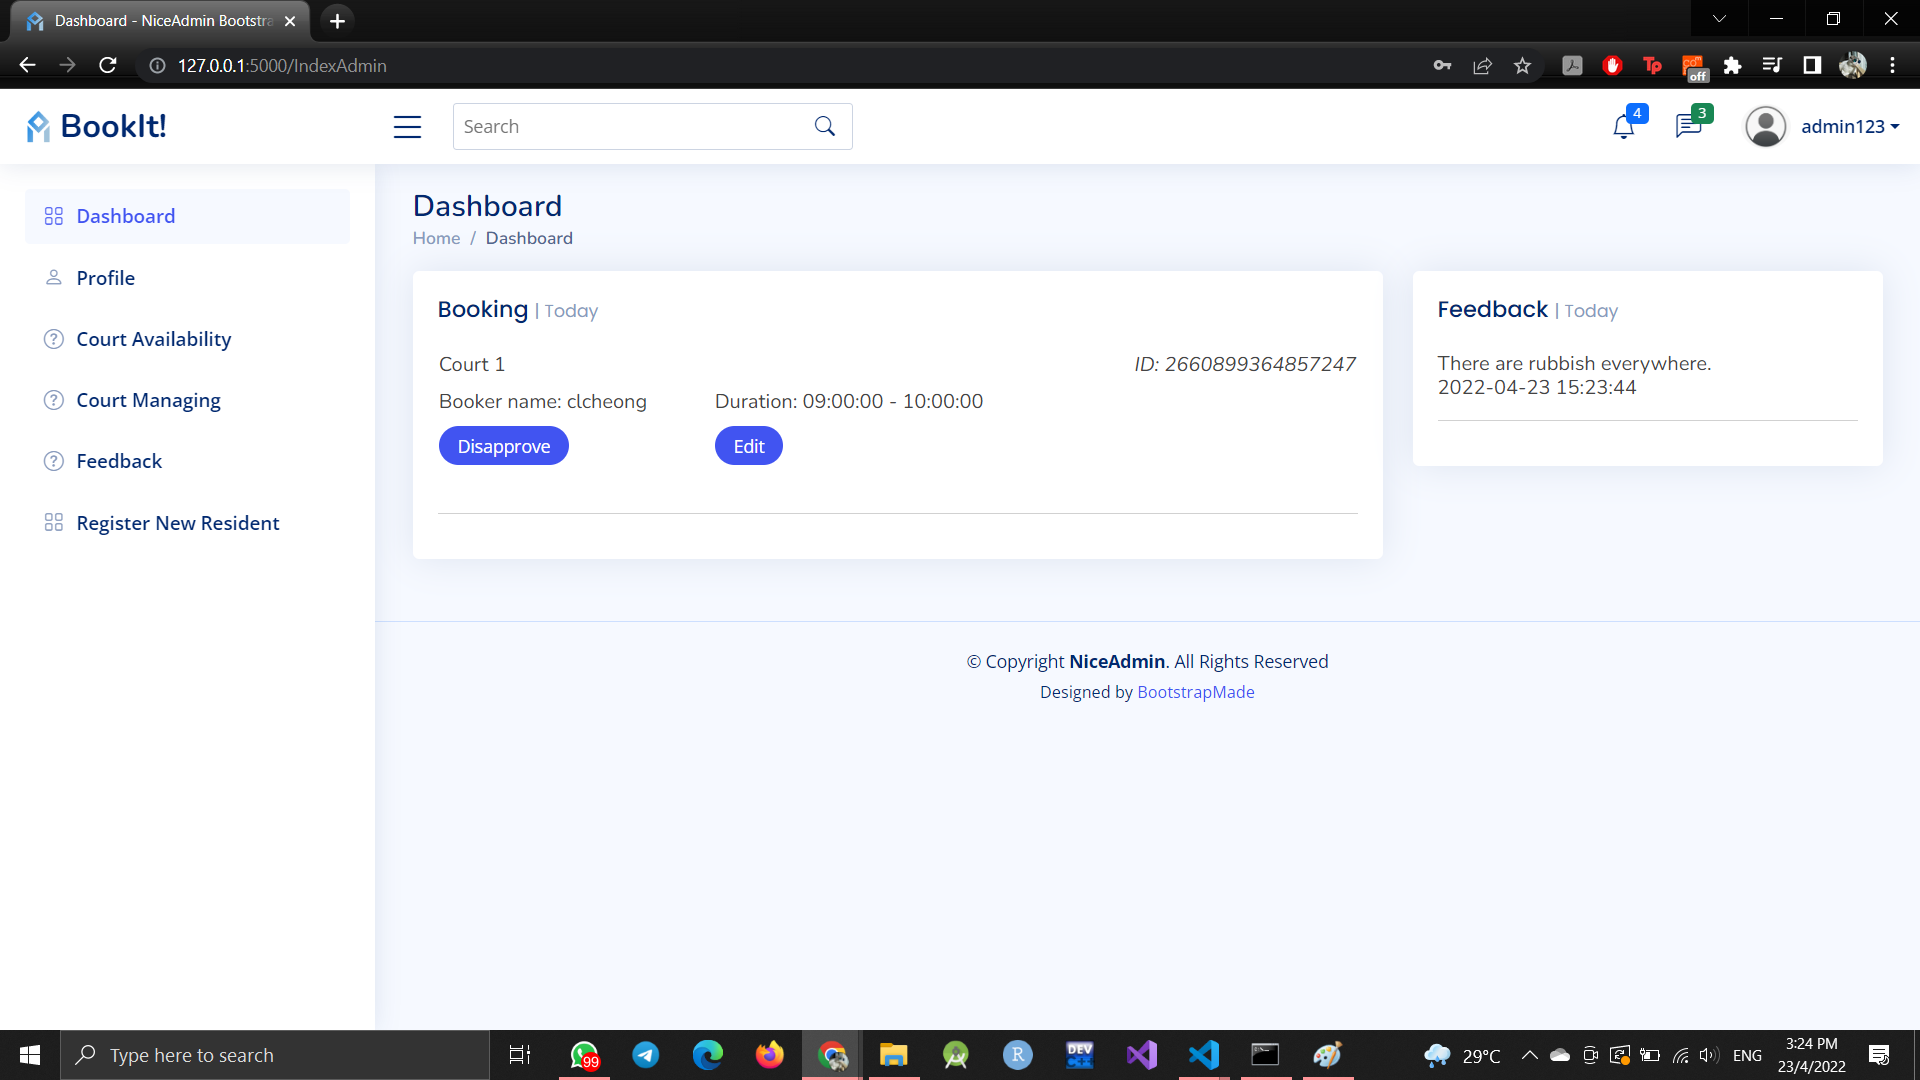 Dashboard - NiceAdmin Bootstra
127.0.0.1:5000/IndexAdmin
off
BookIt!
Search
4
3
admin123
Dashboard
Profile
Court Availability
Court Managing
Feedback
Register New Resident
Dashboard
Home / Dashboard
Booking | Today
Court 1
ID: 2660899364857247
Booker name: clcheong
Duration: 09:00:00 - 10:00:00
Disapprove
Edit
Feedback | Today
There are rubbish everywhere.
2022-04-23 15:23:44
© Copyright NiceAdmin. All Rights Reserved
Designed by BootstrapMade
Type here to search
99
R
DEV
C++
29°C
ENG
3:24 PM
23/4/2022